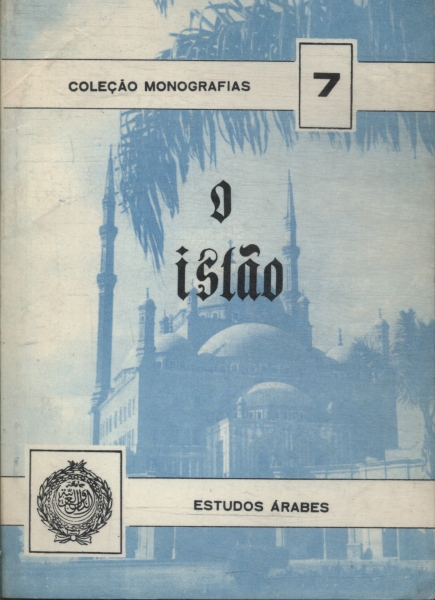 COLEÇÃO MONOGRAFIAS
7
O
islão
ESTUDOS ÁRABES